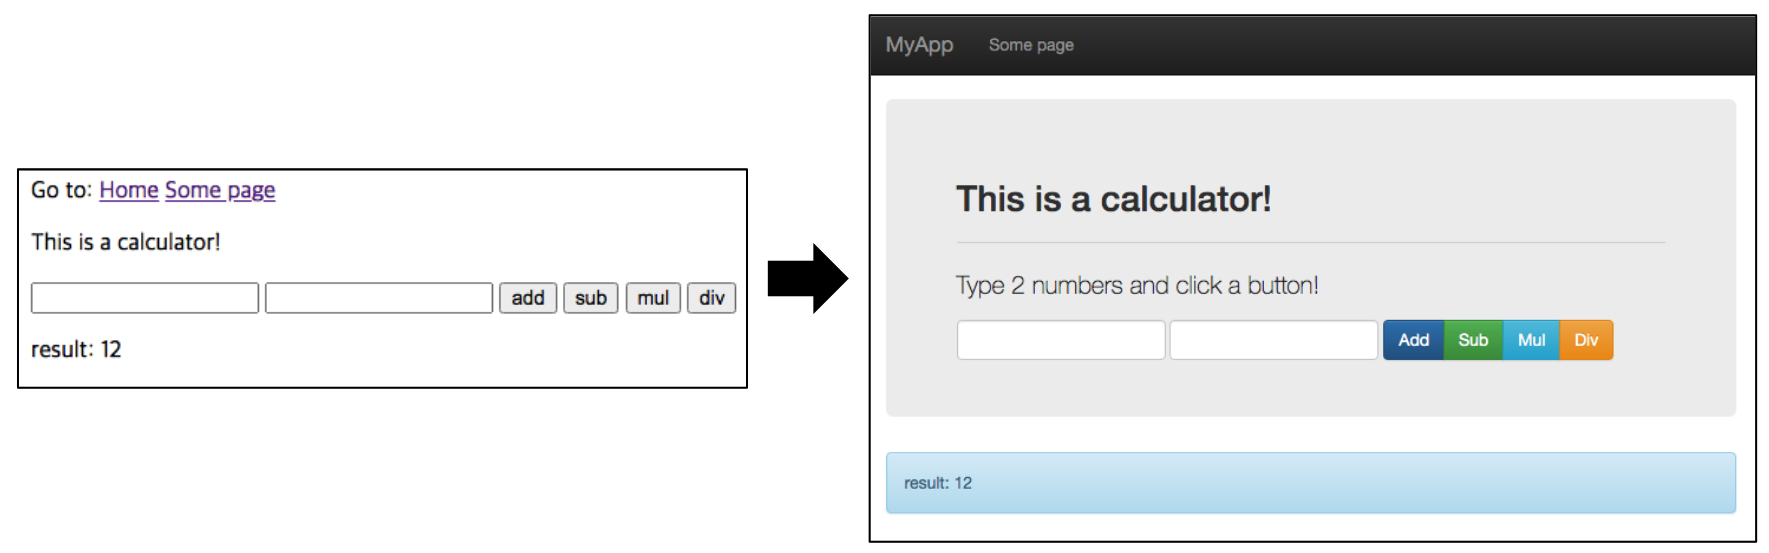 Go to: Home Some page
This is a calculator!
add sub mul div
result: 12
MyApp Some page
This is a calculator!
Type 2 numbers and click a button!
Add Sub Mul Div
result: 12